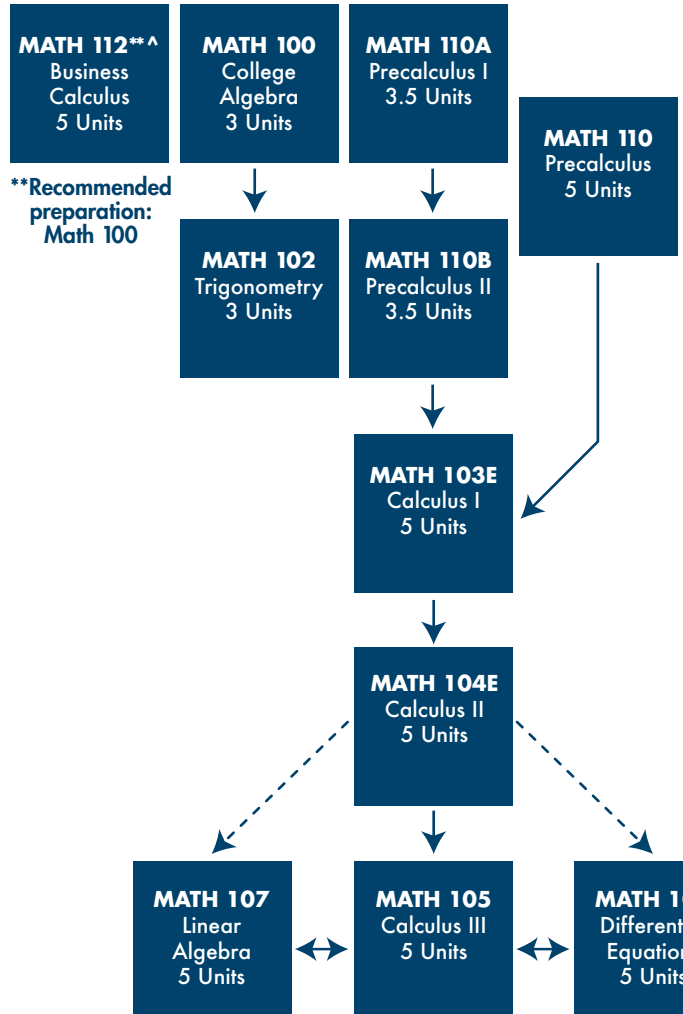 MATH 112**^
Business
Calculus
5 Units
**Recommended
preparation:
Math 100
MATH 100
College
Algebra
3 Units
MATH 110A
Precalculus I
3.5 Units
MATH 110
Precalculus
5 Units
MATH 102
Trigonometry
3 Units
MATH 110B
Precalculus II
3.5 Units
MATH 103E
Calculus I
5 Units
MATH 104E
Calculus II
5 Units
MATH 107
Linear
Algebra
5 Units
MATH 105
Calculus III
5 Units
MATH
5 Units